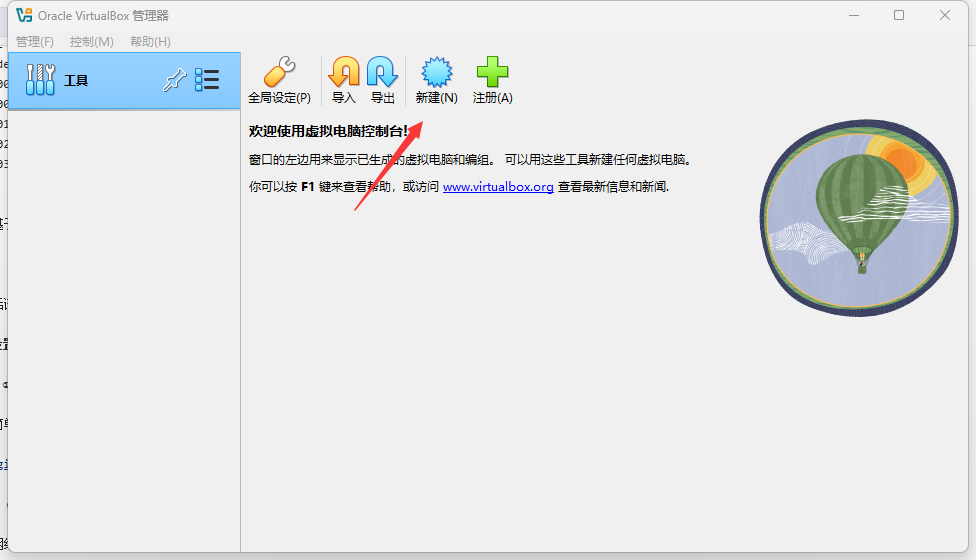 Oracle VirtualBox 管理器
管理(F) 控制(M) 帮助(H)
工具
全局设定(P) 导入 导出 新建(N) 注册(A)
欢迎使用虚拟电脑控制台!
窗口的左边用来显示已生成的虚拟电脑和编组。 可以用这些工具新建任何虚拟电脑。
你可以按 F1 键来查看帮助，或访问 www.virtualbox.org 查看最新信息和新闻.